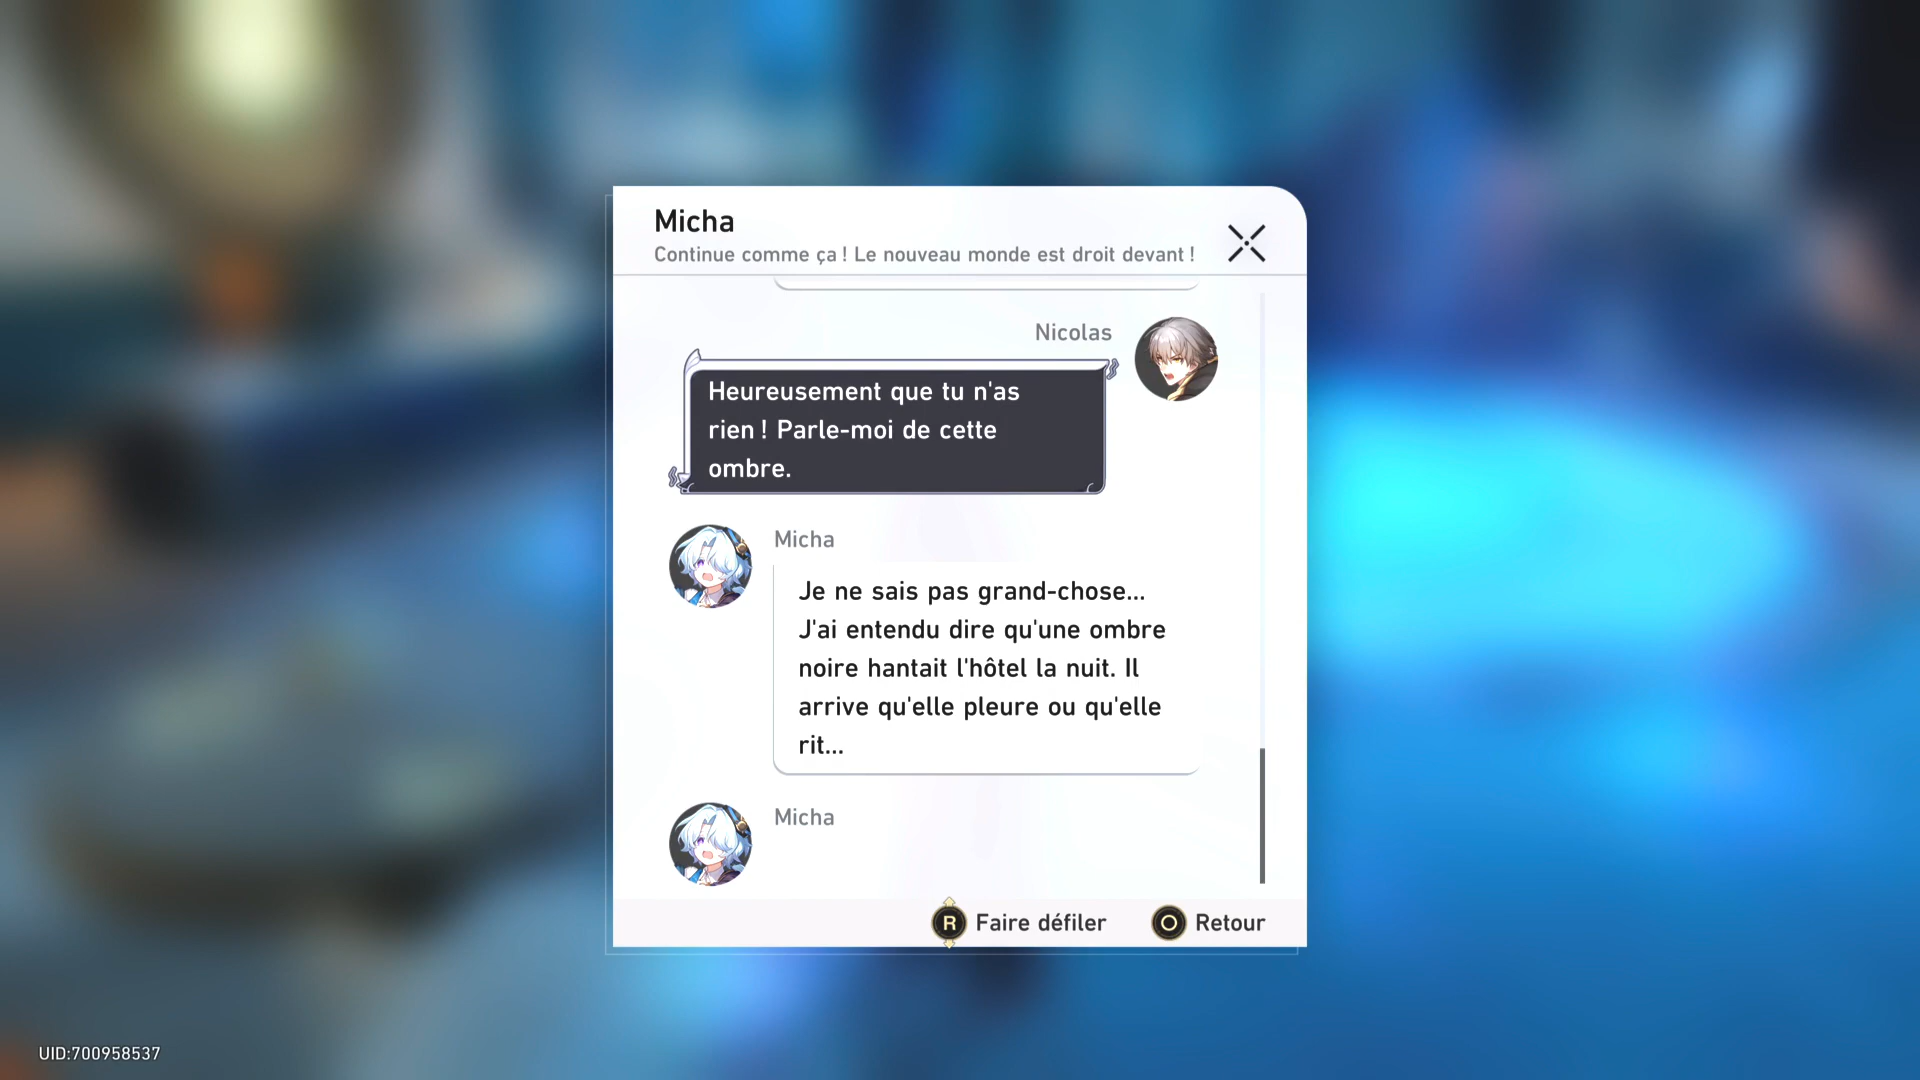 Micha
Continue comme ça ! Le nouveau monde est droit devant !
Nicolas
Heureusement que tu n'as
rien ! Parle-moi de cette
ombre.
Micha
Je ne sais pas grand-chose...
J'ai entendu dire qu'une ombre
noire hantait l'hôtel la nuit. Il
arrive qu'elle pleure ou qu'elle
rit...
Micha
R Faire défiler
Retour
UID:700958537